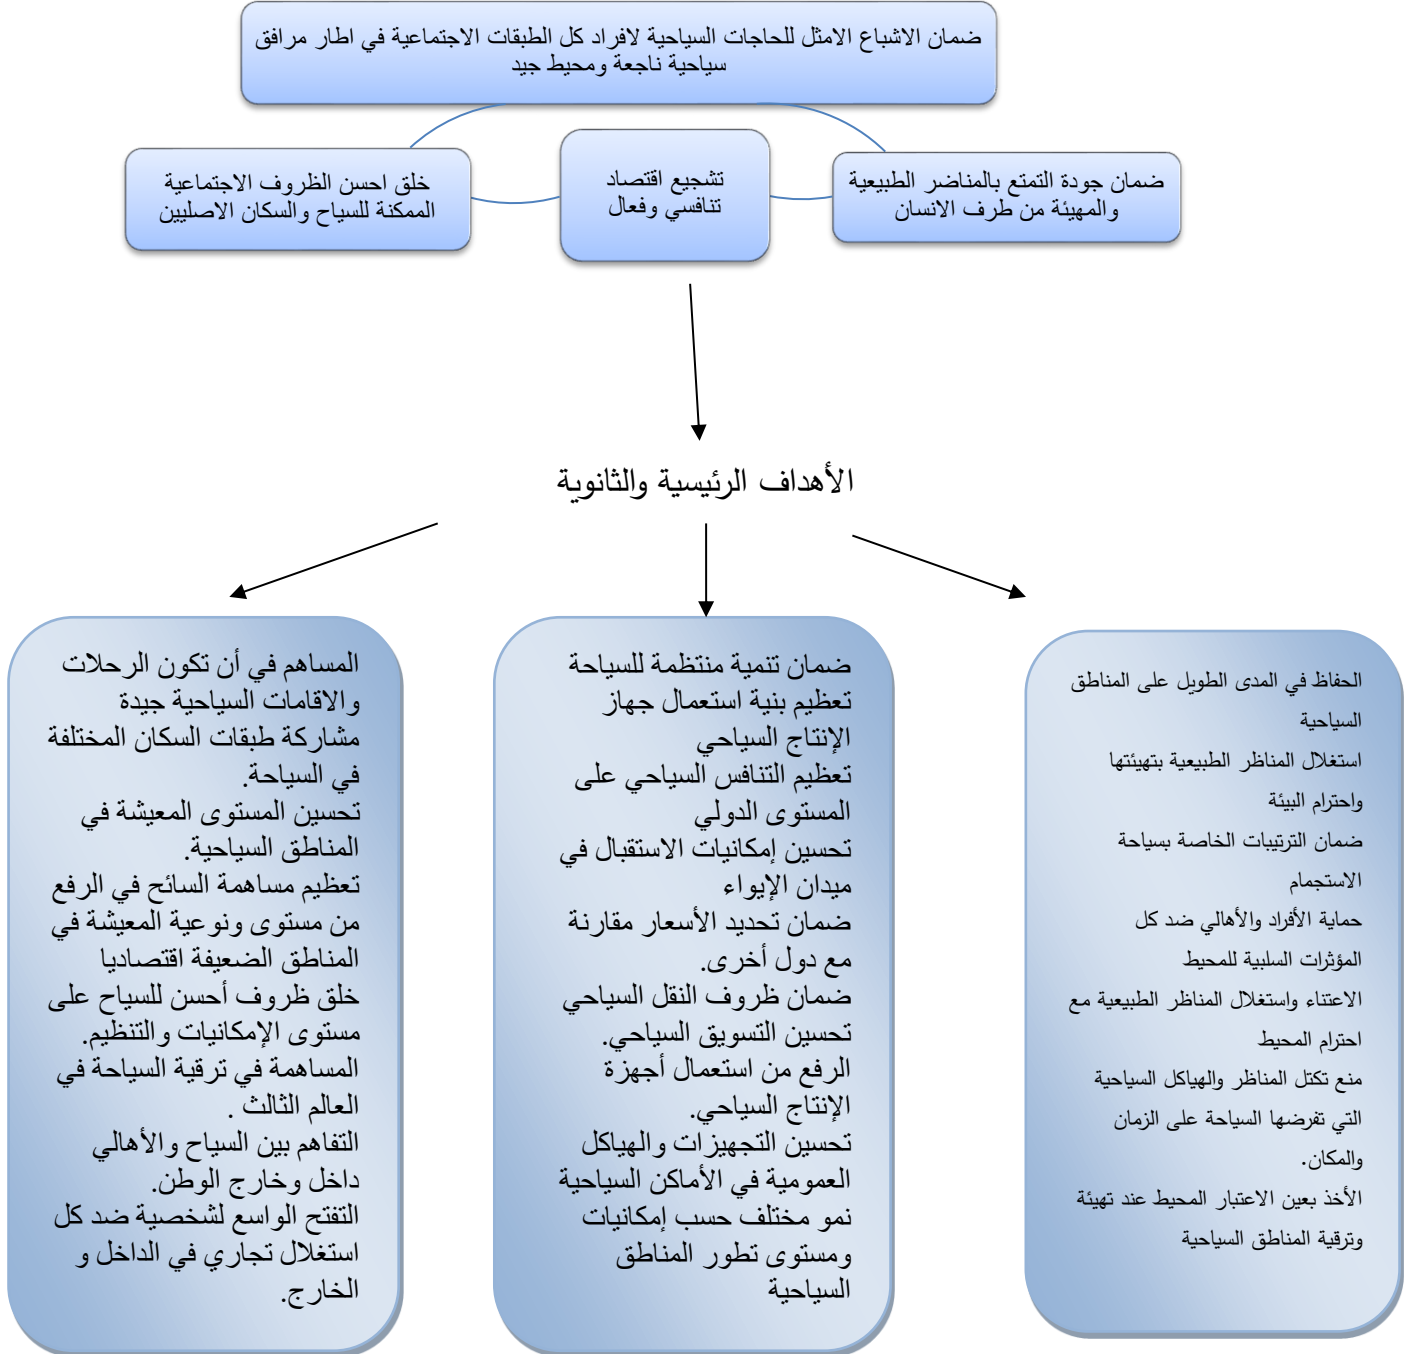 ضمان الاشباع الامثل للحاجات السياحية لافراد كل الطبقات الاجتماعية في اطار مرافق
سياحية ناجعة ومحيط جيد
ضمان جودة التمتع بالمناضر الطبيعية
والمهيئة من طرف الانسان
تشجيع اقتصاد
تنافسي وفعال
خلق احسن الظروف الاجتماعية
الممكنة للسياح والسكان الاصليين
الأهداف الرئيسية والثانوية
الحفاظ في المدى الطويل على المناطق
السياحية
استغلال المناظر الطبيعية بتهيئتها
واحترام البيئة
ضمان الترتيبات الخاصة بسياحة
الاستجمام
حماية الأفراد والأهالي ضد كل
المؤثرات السلبية للمحيط
الاعتناء واستغلال المناظر الطبيعية مع
احترام المحيط
منع تكتل المناظر والهياكل السياحية
التي تفرضها السياحة على الزمان
والمكان.
الأخذ بعين الاعتبار المحيط عند تهيئة
وترقية المناطق السياحية
ضمان تنمية منتظمة للسياحة
تعظيم بنية استعمال جهاز
الإنتاج السياحي
تعظيم التنافس السياحي على
المستوى الدولي
تحسين إمكانيات الاستقبال في
ميدان الإيواء
ضمان تحديد الأسعار مقارنة
مع دول أخرى.
ضمان ظروف النقل السياحي
تحسين التسويق السياحي.
الرفع من استعمال أجهزة
الإنتاج السياحي.
تحسين التجهيزات والهياكل
العمومية في الأماكن السياحية
نمو مختلف حسب إمكانيات
ومستوى تطور المناطق
السياحية
المساهم في أن تكون الرحلات
والاقامات السياحية جيدة
مشاركة طبقات السكان المختلفة
في السياحة.
تحسين المستوى المعيشة في
المناطق السياحية.
تعظيم مساهمة السائح في الرفع
من مستوى ونوعية المعيشة في
المناطق الضعيفة اقتصاديا
خلق ظروف أحسن للسياح على
مستوى الإمكانيات والتنظيم.
المساهمة في ترقية السياحة في
العالم الثالث .
التفاهم بين السياح والأهالي
داخل وخارج الوطن.
التفتح الواسع لشخصية ضد كل
استغلال تجاري في الداخل و
الخارج.